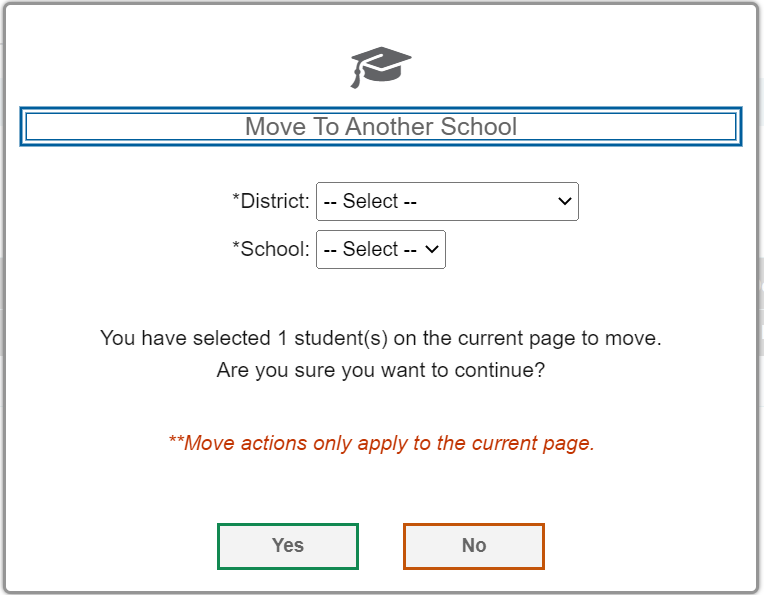 Move To Another School
*District: -- Select --
*School: -- Select --
You have selected 1 student(s) on the current page to move.
Are you sure you want to continue?
**Move actions only apply to the current page.
Yes No